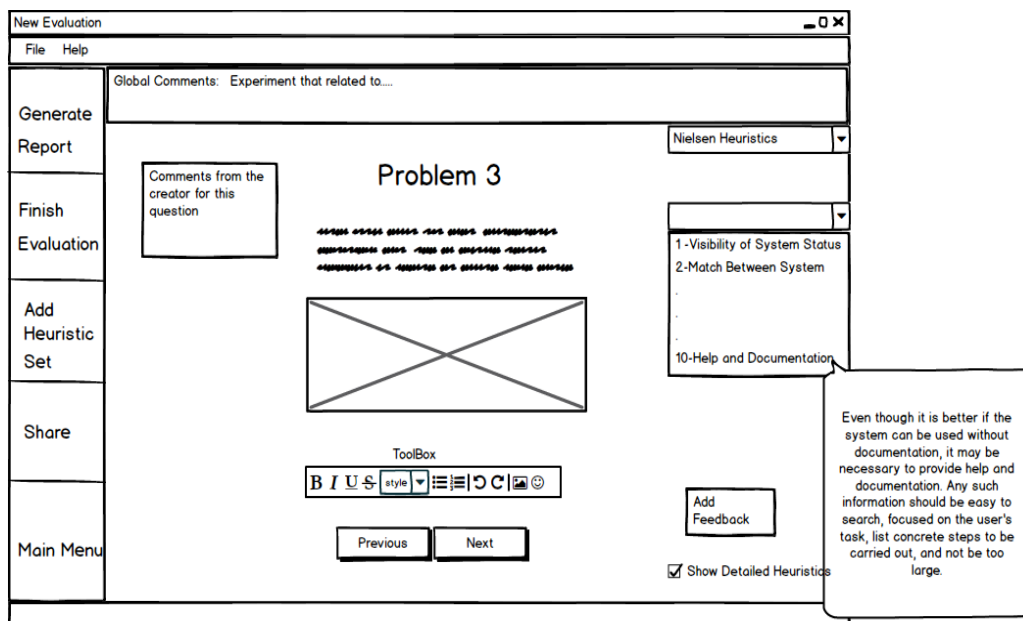 New Evaluation
File Help
Global Comments: Experiment that related to.....
Generate
Report
Finish
Evaluation
Add
Heuristic
Set
Share
Main Menu
Comments from the
creator for this
question
Problem 3
ToolBox
B I U S style
Previous
Next
Nielsen Heuristics
1-Visibility of System Status
2-Match Between System
.
.
.
10-Help and Documentation
Even though it is better if the
system can be used without
documentation, it may be
necessary to provide help and
documentation. Any such
information should be easy to
search, focused on the user's
task, list concrete steps to be
carried out, and not be too
large.
Add
Feedback
Show Detailed Heuristics